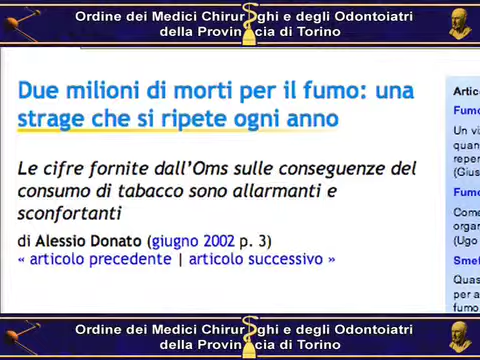 Ordine dei Medici Chirurghi e degli Odontoiatri
della Provincia di Torino
Due milioni di morti per il fumo: una
strage che si ripete ogni anno
Le cifre fornite dall'Oms sulle conseguenze del
consumo di tabacco sono allarmanti e
sconfortanti
di Alessio Donato (giugno 2002 p. 3)
« articolo precedente | articolo successivo »
Artic
Fumo
Un viz
quan
reper
(Gius
Fumo
Come
organ
(Ugo
Smet
Quas
per a
fumo
Ordine dei Medici Chirurghi e degli Odontoiatri
della Provincia di Torino